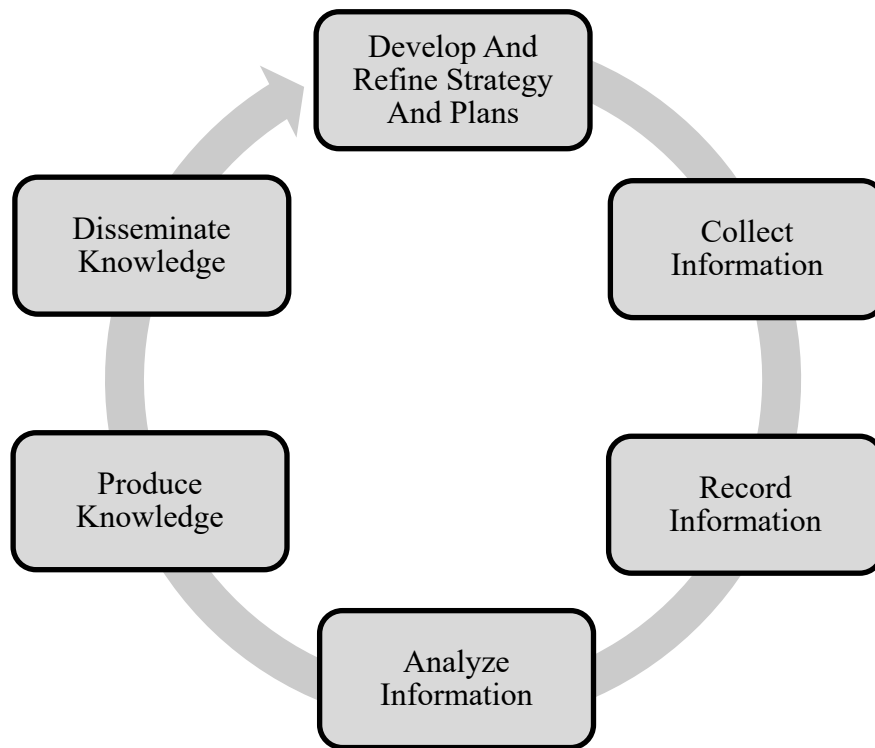 Develop And
Refine Strategy
And Plans
Collect
Information
Record
Information
Analyze
Information
Produce
Knowledge
Disseminate
Knowledge